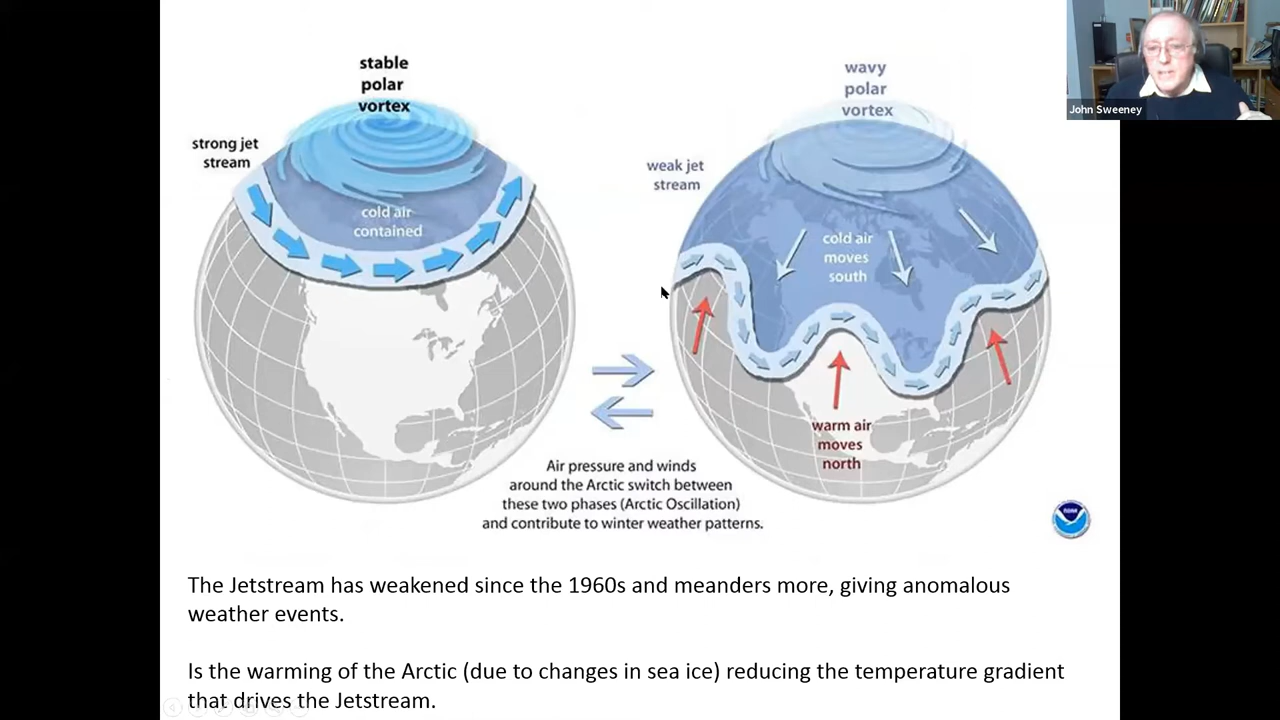 stable
polar
vortex
strong jet
stream
cold air
contained
wavy
polar
vortex
weak jet
stream
cold air
moves
south
warm air
moves
north
Air pressure and winds
around the Arctic switch between
these two phases (Arctic Oscillation)
and contribute to winter weather patterns.
John Sweeney
The Jetstream has weakened since the 1960s and meanders more, giving anomalous
weather events.
Is the warming of the Arctic (due to changes in sea ice) reducing the temperature gradient
that drives the Jetstream.